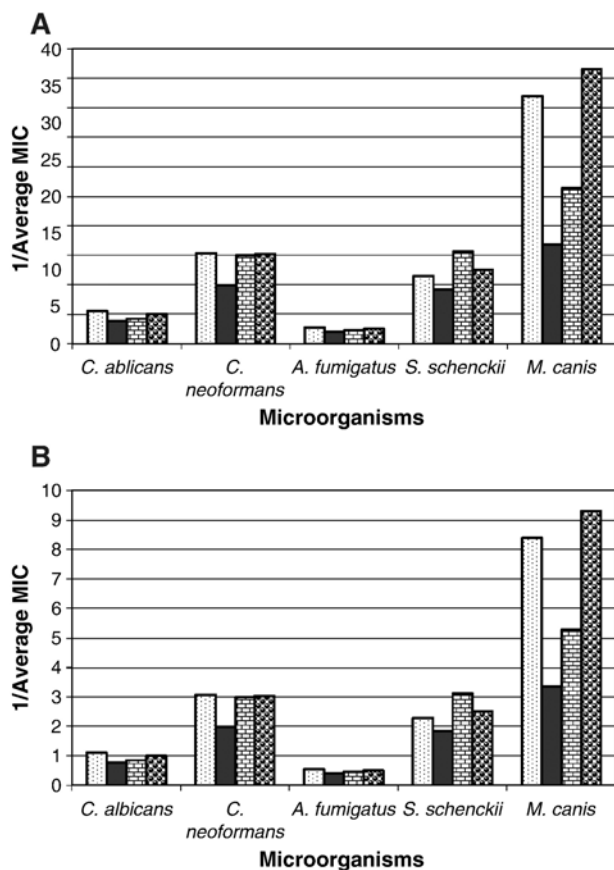 A
40
35
30
25
20
15
10
5
0
1/Average MIC
C. ablicans
C.
neoformans
A. fumigatus
S. schenckii
M. canis
Microorganisms
B
10
9
8
7
6
5
4
3
2
1
0
1/Average MIC
C. albicans
C.
neoformans
A. fumigatus
S. schenckii
M. canis
Microorganisms